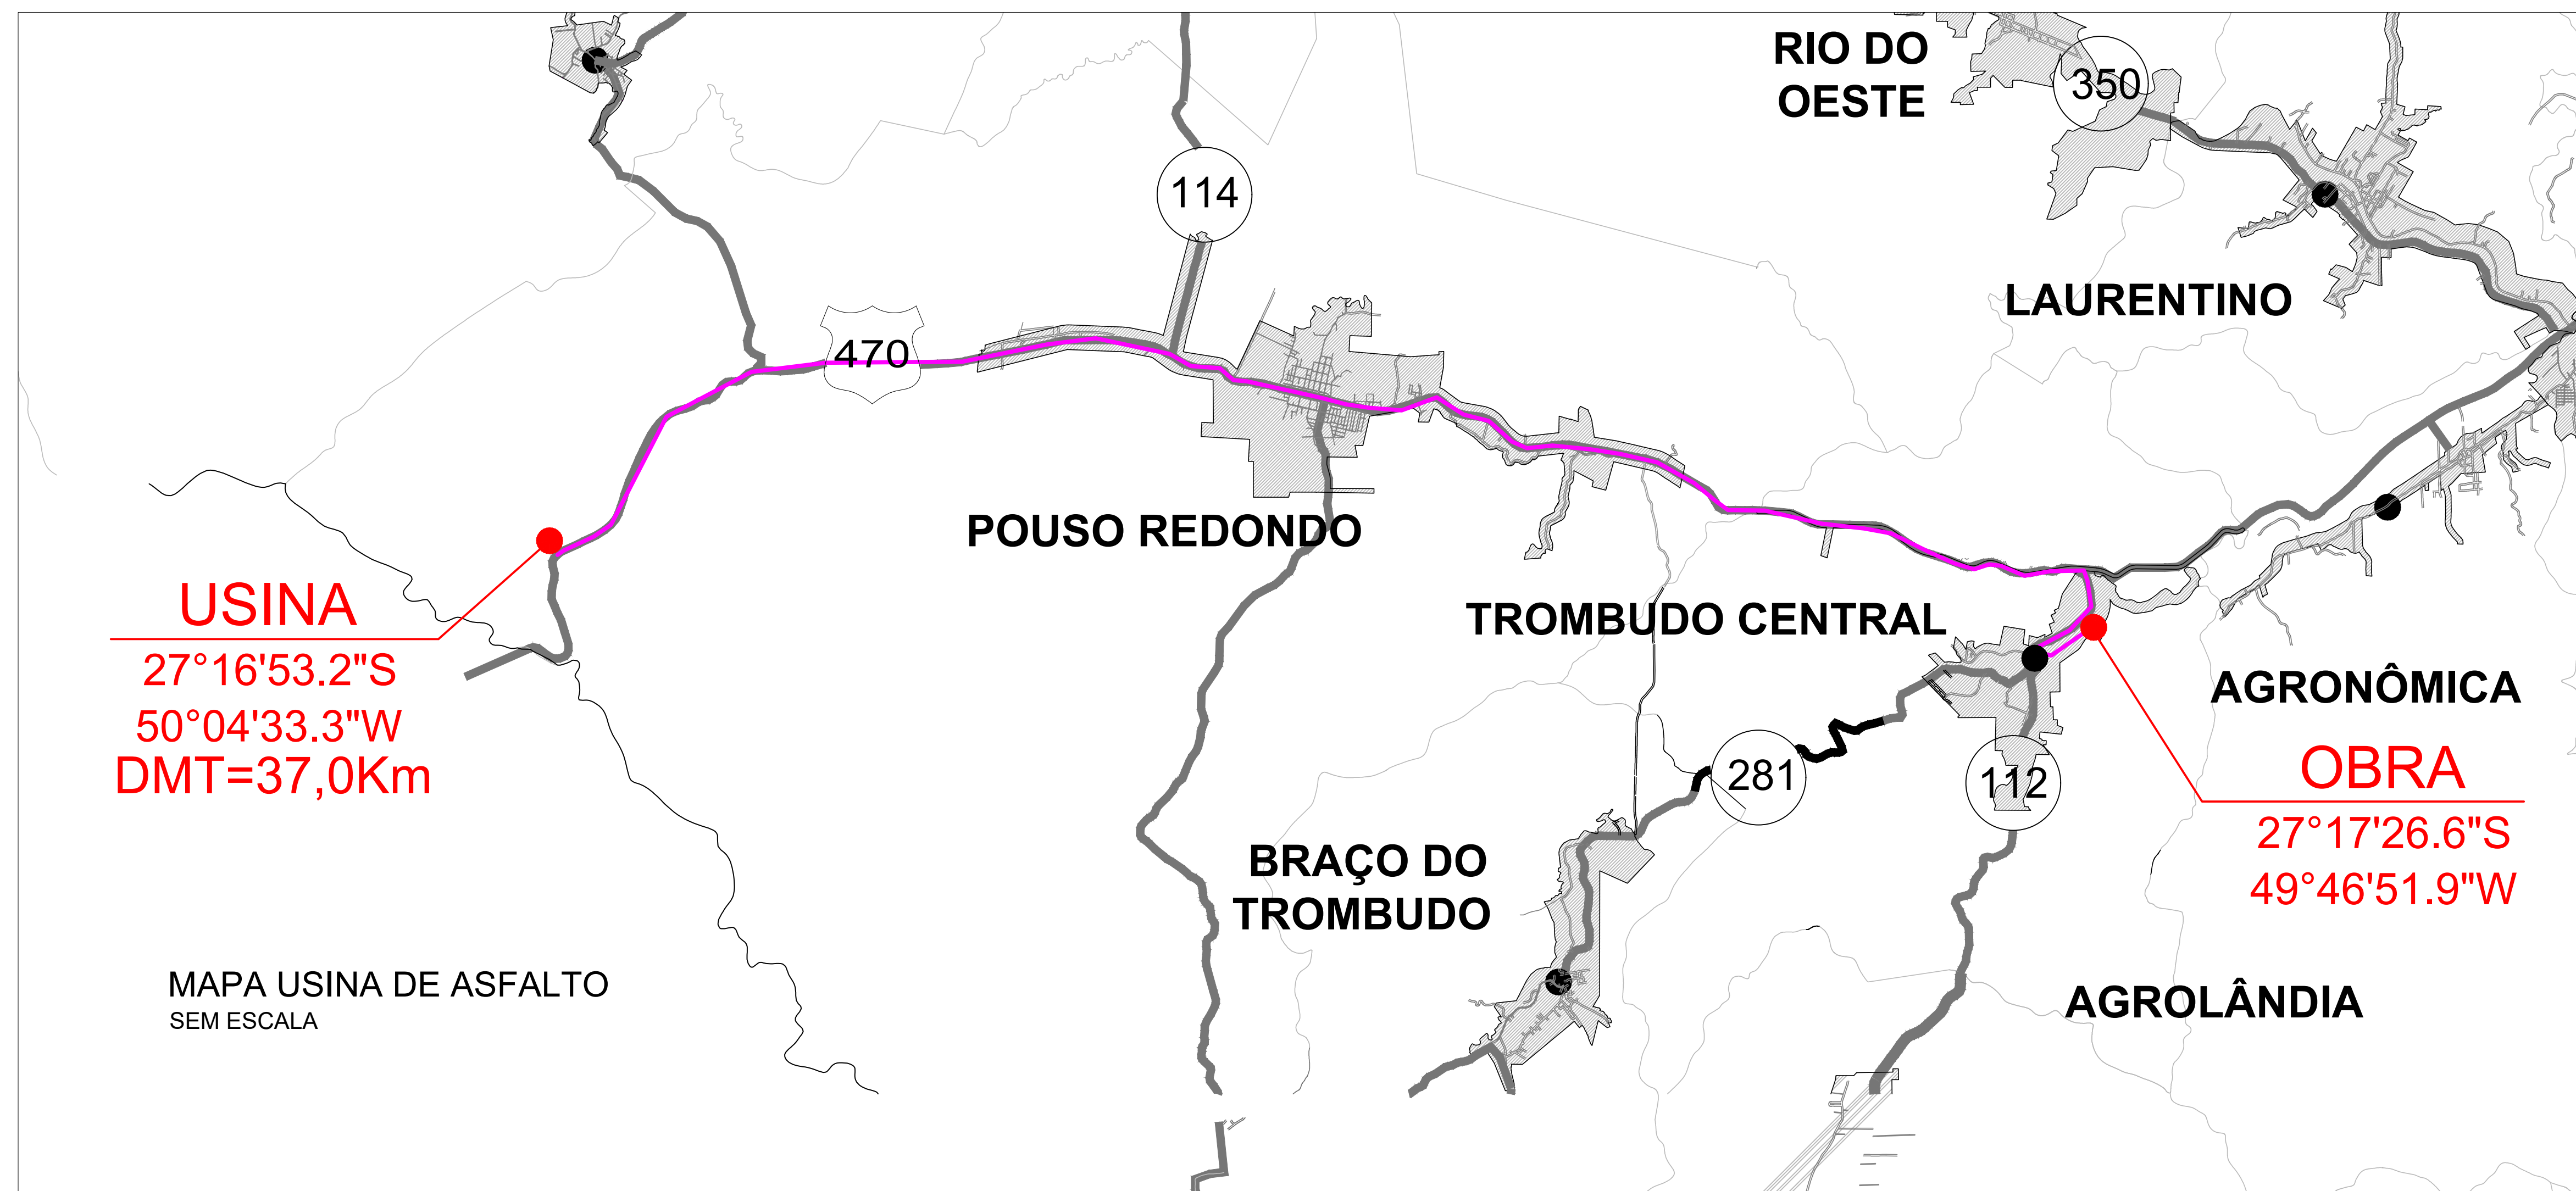 RIO DO
OESTE
350
114
LAURENTINO
470
POUSO REDONDO
USINA
27°16'53.2"S
50°04'33.3"W
DMT=37,0Km
TROMBUDO CENTRAL
AGRONÔMICA
281
112
OBRA
27°17'26.6"S
49°46'51.9"W
BRAÇO DO
TROMBUDO
MAPA USINA DE ASFALTO
SEM ESCALA
AGROLÂNDIA